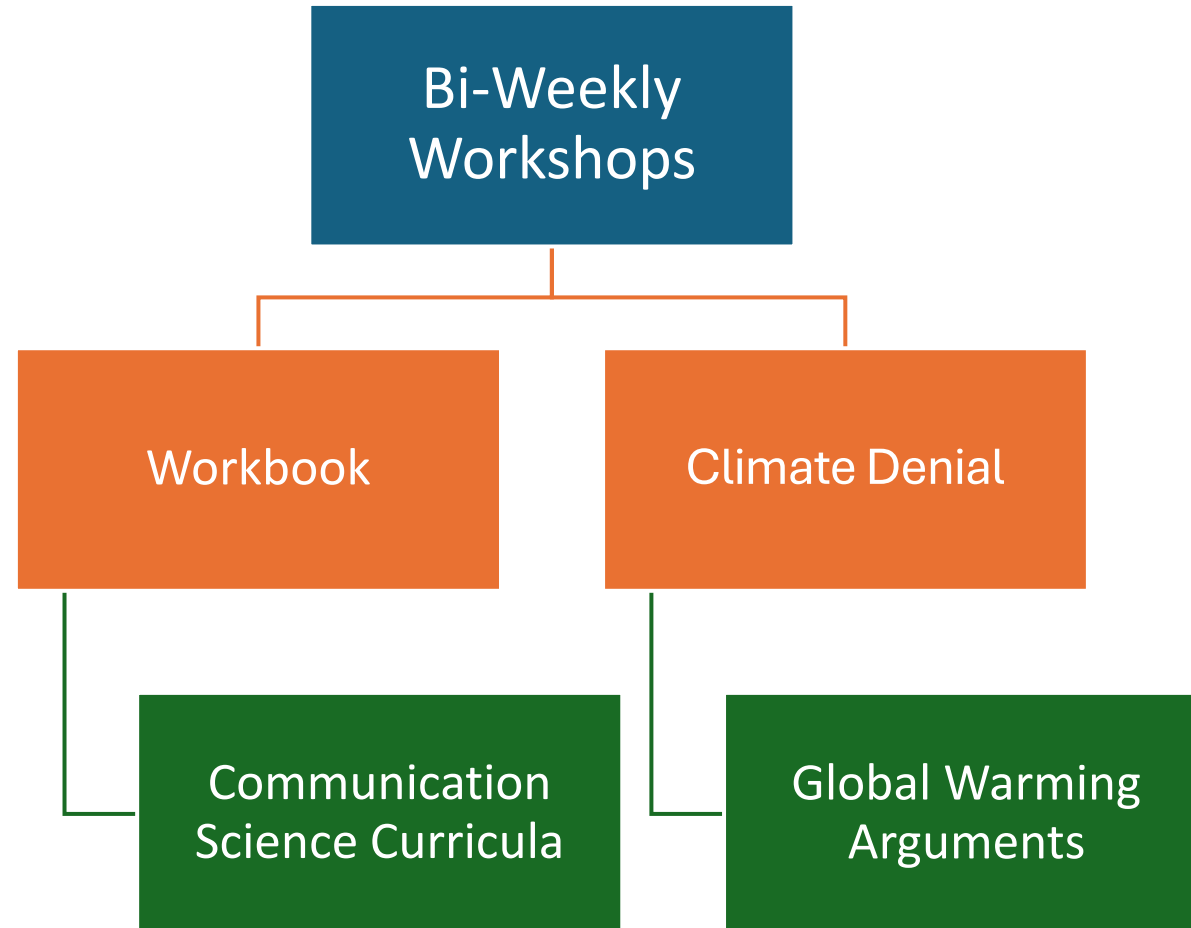 Bi-Weekly
Workshops
Workbook
Climate Denial
Communication
Science Curricula
Global Warming
Arguments